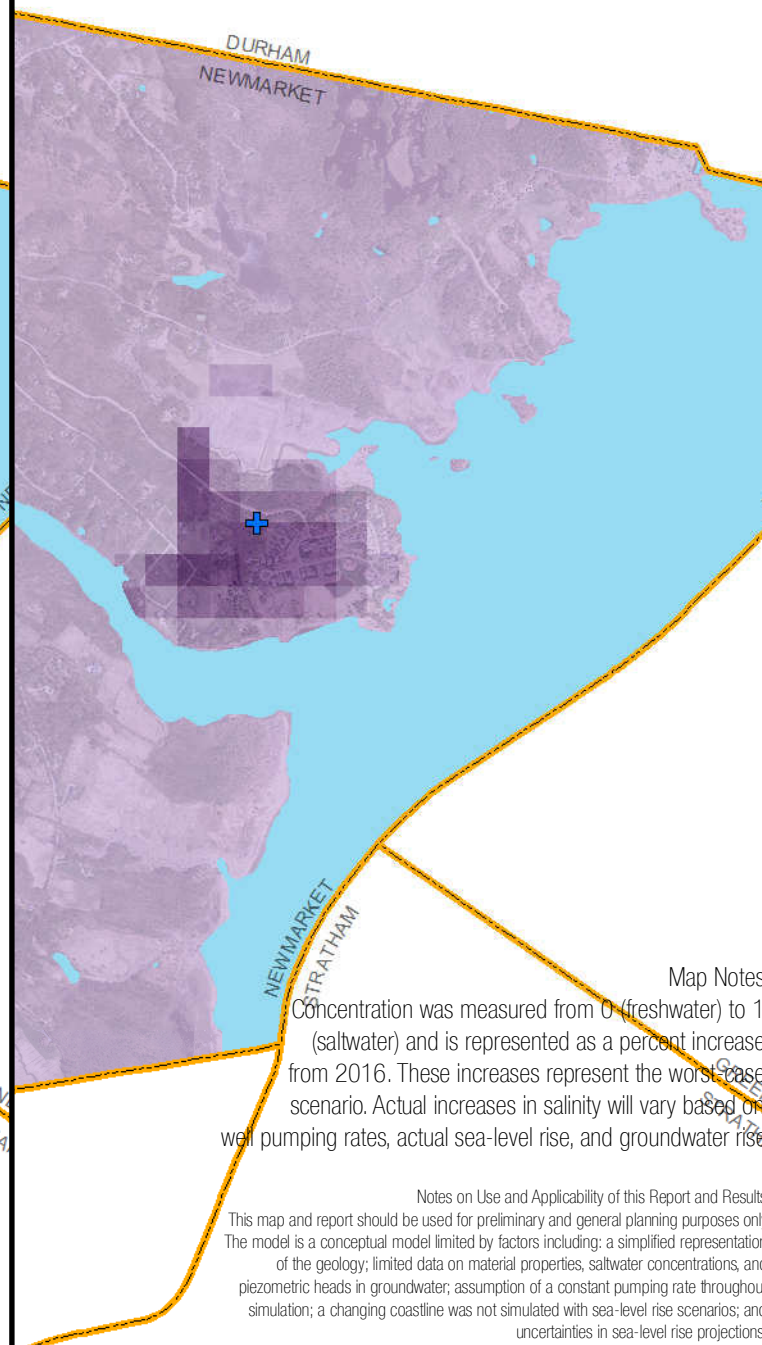 DURHAM
NEWMARKET
NEWMARKET
STRATHAM
Map Notes
Concentration was measured from 0 (freshwater) to 1
(saltwater) and is represented as a percent increase
from 2016. These increases represent the worst-case
scenario. Actual increases in salinity will vary based on
well pumping rates, actual sea-level rise, and groundwater rise
Notes on Use and Applicability of this Report and Results
This map and report should be used for preliminary and general planning purposes only
The model is a conceptual model limited by factors including: a simplified representation
of the geology; limited data on material properties, saltwater concentrations, and
piezometric heads in groundwater; assumption of a constant pumping rate throughou
simulation; a changing coastline was not simulated with sea-level rise scenarios; and
uncertainties in sea-level rise projections